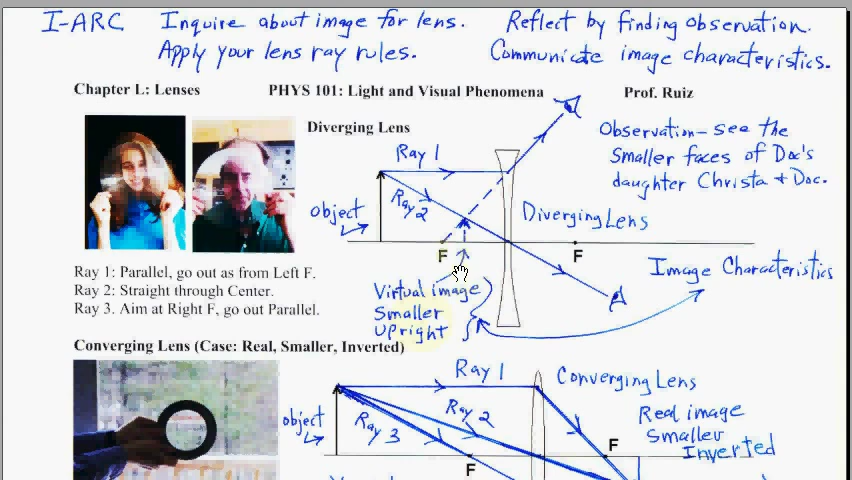 I-ARC Inquire about image for lens. Reflect by finding observation.
Apply your lens ray rules. Communicate image characteristics.
Chapter L: Lenses PHYS 101: Light and Visual Phenomena Prof. Ruiz
Diverging Lens
Observation - see the
smaller faces of Doc's
daughter Christa + Doc.
Ray 1
Ray 2
object
Diverging Lens
F
F
Image Characteristics
Ray 1: Parallel, go out as from Left F.
Ray 2: Straight through Center.
Ray 3. Aim at Right F, go out Parallel.
Virtual image
Smaller
Upright
Converging Lens (Case: Real, Smaller, Inverted)
Ray 1
Converging Lens
object
Ray 2
Ray 3
Real image
Smaller
Inverted
F
F